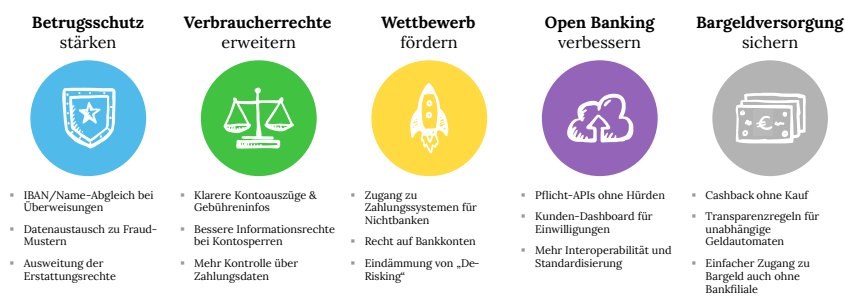 Betrugsschutz
stärken
IBAN/Name-Abgleich bei
Überweisungen
Datenaustausch zu Fraud-
Mustern
Ausweitung der
Erstattungsrechte
Verbraucherrechte
erweitern
Klarere Kontoauszüge &
Gebühreninfos
Bessere Informationsrechte
bei Kontosperren
Mehr Kontrolle über
Zahlungsdaten
Wettbewerb
fördern
Zugang zu
Zahlungssystemen für
Nichtbanken
Recht auf Bankkonten
Eindämmung von „De-
Risking“
Open Banking
verbessern
Pflicht-APIs ohne Hürden
Kunden-Dashboard für
Einwilligungen
Mehr Interoperabilität und
Standardisierung
Bargeldversorgung
sichern
€
Cashback ohne Kauf
Transparenzregeln für
unabhängige
Geldautomaten
Einfacher Zugang zu
Bargeld auch ohne
Bankfiliale